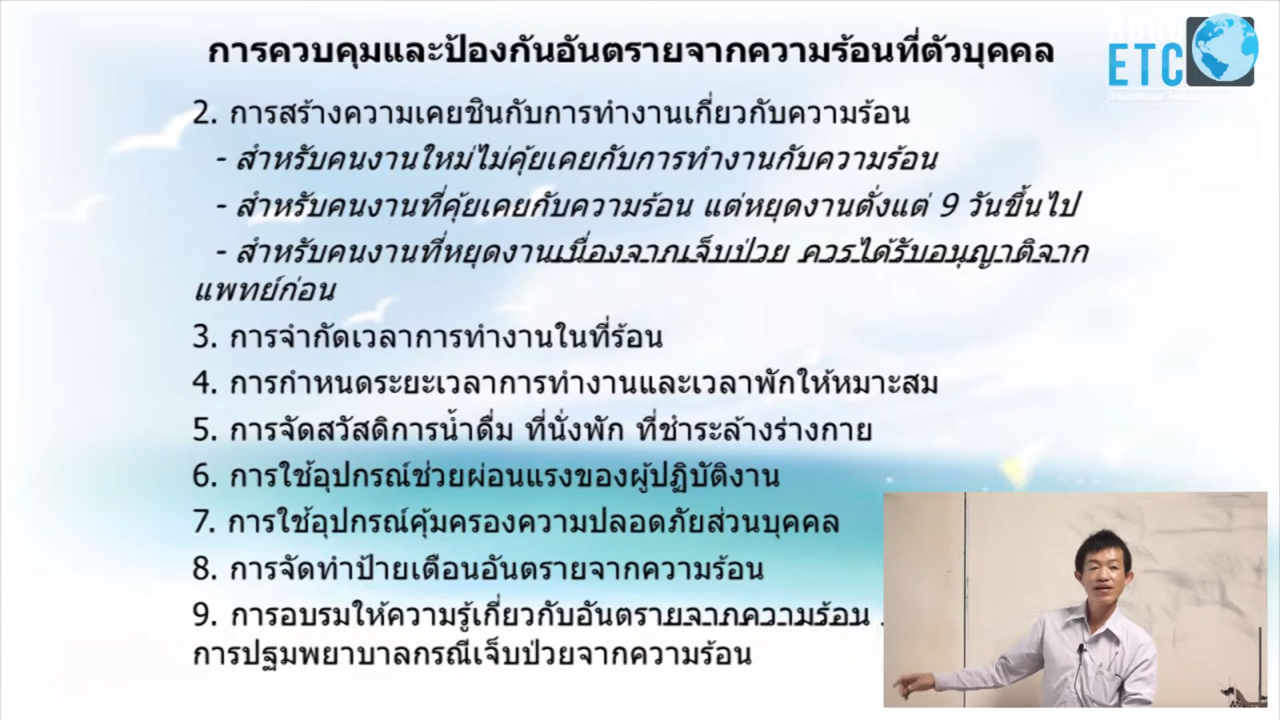 การควบคุมและป้องกันอันตรายจากความร้อนที่ตัวบุคคล
ETC
2. การสร้างความเคยชินกับการทำงานเกี่ยวกับความร้อน
- สำหรับคนงานใหม่ไม่คุ้ยเคยกับการทำงานกับความร้อน
- สำหรับคนงานที่คุ้ยเคยกับความร้อน แต่หยุดงานตั่งแต่ 9 วันขึ้นไป
- สำหรับคนงานที่หยุดงานเนื่องจากเจ็บป่วย ควรได้รับอนุญาติจาก
แพทย์ก่อน
3. การจำกัดเวลาการทำงานในที่ร้อน
4. การกำหนดระยะเวลาการทำงานและเวลาพักให้หมาะสม
5. การจัดสวัสดิการน้ำดื่ม ที่นั่งพัก ที่ชำระล้างร่างกาย
6. การใช้อุปกรณ์ช่วยผ่อนแรงของผู้ปฏิบัติงาน
7. การใช้อุปกรณ์คุ้มครองความปลอดภัยส่วนบุคคล
8. การจัดทำป้ายเตือนอันตรายจากความร้อน
9. การอบรมให้ความรู้เกี่ยวกับอันตรายจากความร้อน
การปฐมพยาบาลกรณีเจ็บป่วยจากความร้อน